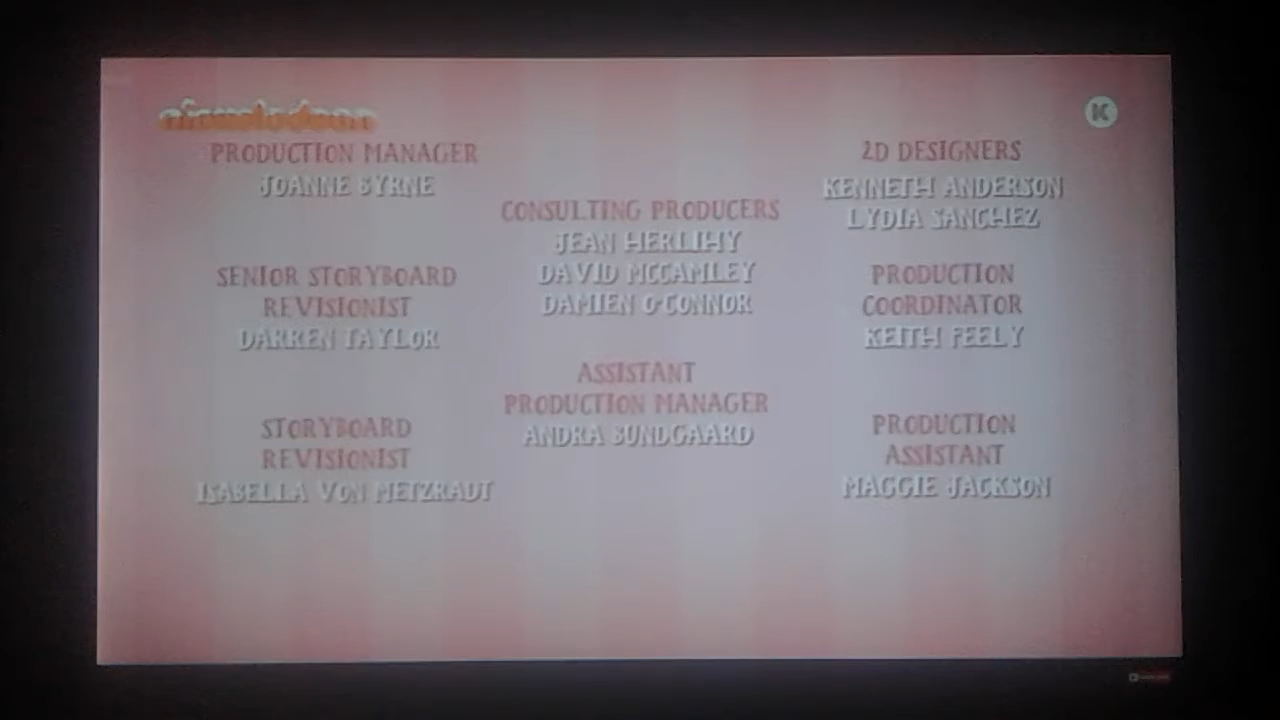 nickelodeon
K
PRODUCTION MANAGER
JOANNE BYRNE
SENIOR STORYBOARD
REVISIONIST
DARREN TAYLOR
STORYBOARD
REVISIONIST
ISABELLA VON METZRADT
CONSULTING PRODUCERS
JEAN HERLIHY
DAVID MCCAMLEY
DAMIEN O'CONNOR
ASSISTANT
PRODUCTION MANAGER
ANDRA BUNDGAARD
2D DESIGNERS
KENNETH ANDERSON
LYDIA SANCHEZ
PRODUCTION
COORDINATOR
KEITH FEELY
PRODUCTION
ASSISTANT
MAGGIE JACKSON